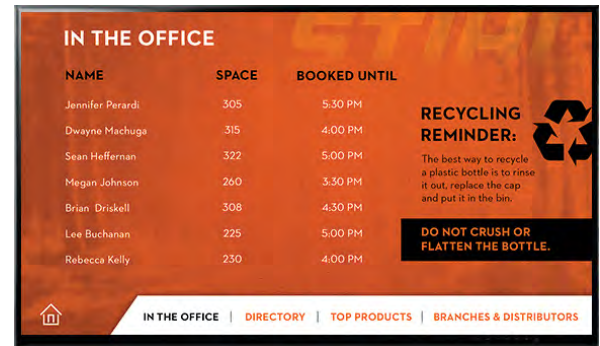 STIHL
IN THE OFFICE
NAME SPACE BOOKED UNTIL
Jennifer Perardi 305 5:30 PM
Dwayne Machuga 315 4:00 PM
Sean Heffernan 322 5:00 PM
Megan Johnson 260 3:30 PM
Brian Driskell 308 4:30 PM
Lee Buchanan 225 5:00 PM
Rebecca Kelly 230 4:00 PM
RECYCLING
REMINDER:
The best way to recycle
a plastic bottle is to rinse
it out, replace the cap
and put it in the bin.
DO NOT CRUSH OR
FLATTEN THE BOTTLE.
IN THE OFFICE | DIRECTORY | TOP PRODUCTS | BRANCHES & DISTRIBUTORS